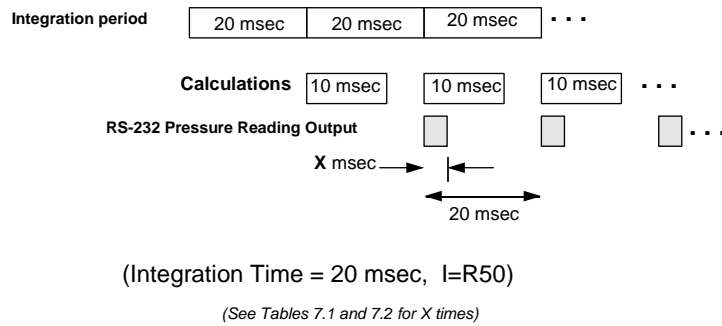 Integration period
20 msec 20 msec 20 msec . . .
Calculations 10 msec 10 msec 10 msec . . .
RS-232 Pressure Reading Output . . .
X msec
20 msec
(Integration Time = 20 msec, I=R50)
(See Tables 7.1 and 7.2 for X times)